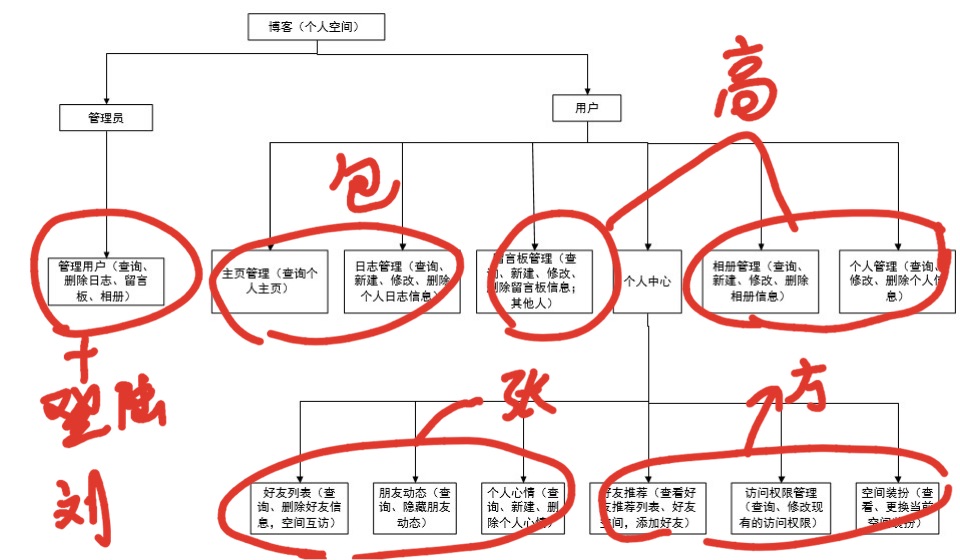 博客（个人空间）
高
管理员
用户
包
管理用户（查询、
删除日志、留言
板、相册）
主页管理（查询个
人主页）
日志管理（查询、
新建、修改、删除
个人日志信息）
留言板管理（查
询、新建、修改、
删除留言板信息；
其他人）
个人中心
相册管理（查询、
新建、修改、删除
相册信息）
个人管理（查询、
修改、删除个人信
息）
+
登陆
刘
张
方
好友列表（查
询、删除好友信
息，空间互访）
朋友动态（查
询、隐藏朋友
动态）
个人心情（查
询、新建、删
除个人心情）
好友推荐（查看好
友推荐列表、好友
空间，添加好友）
访问权限管理
（查询、修改现
有的访问权限）
空间装扮（查
看、更换当前
空间装扮）